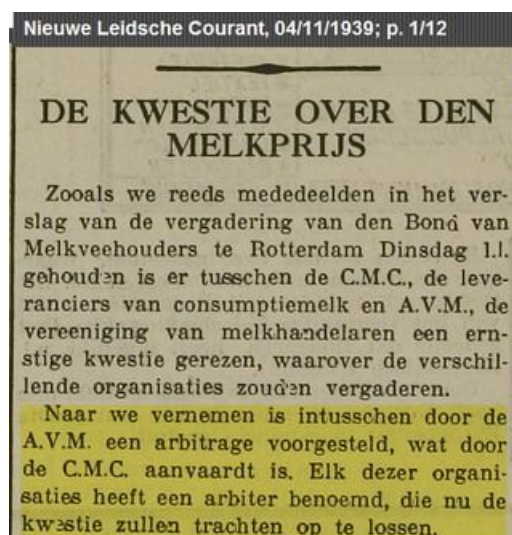 Nieuwe Leidsche Courant, 04/11/1939; p. 1/12
DE KWESTIE OVER DEN
MELKPRIJS
Zooals we reeds mededeelden in het ver-
slag van de vergadering van den Bond van
Melkveehouders te Rotterdam Dinsdag l.l.
gehouden is er tusschen de C.M.C., de leve-
ranciers van consumptiemelk en A.V.M., de
vereeniging van melkhandelaren een ern-
stige kwestie gerezen, waarover de verschil-
lende organisaties zouden vergaderen.
Naar we vernemen is intusschen door de
A.V.M. een arbitrage voorgesteld, wat door
de C.M.C. aanvaardt is. Elk dezer organi-
saties heeft een arbiter benoemd, die nu de
kwestie zullen trachten op te lossen.